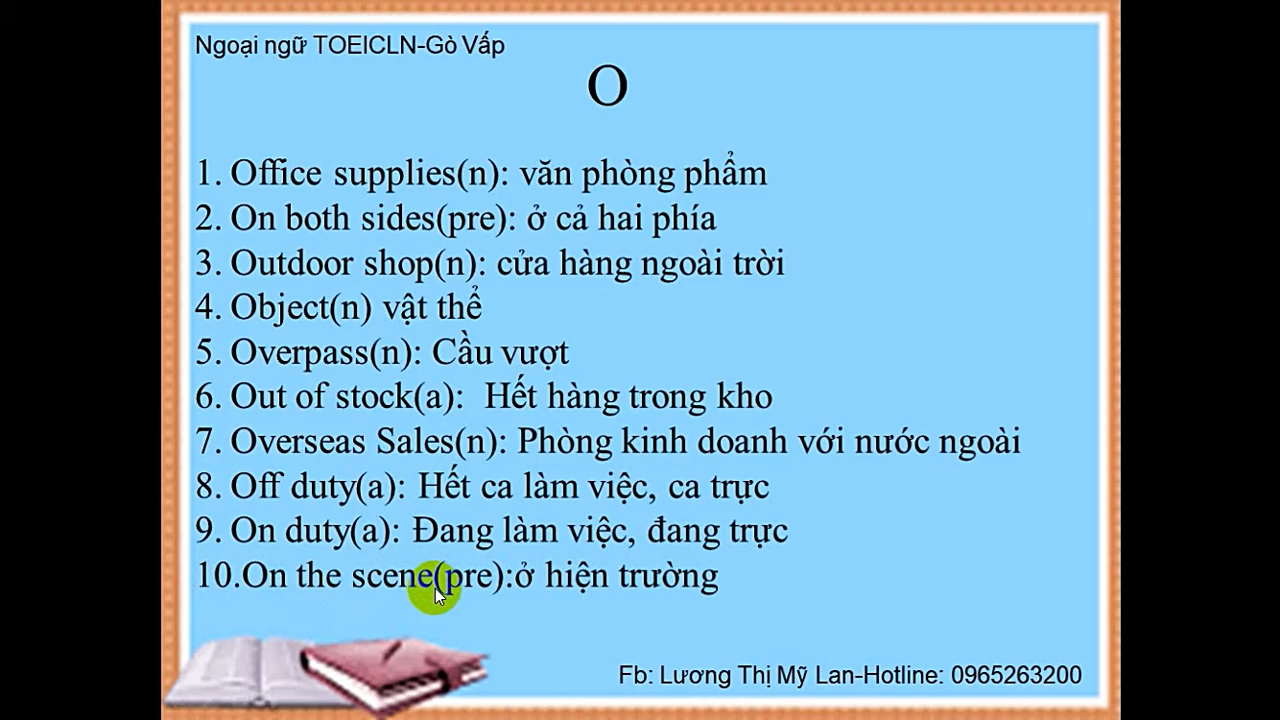 Ngoại ngữ TOEICLN-Gò Vấp
O
1. Office supplies(n): văn phòng phẩm
2. On both sides(pre): ở cả hai phía
3. Outdoor shop(n): cửa hàng ngoài trời
4. Object(n) vật thể
5. Overpass(n): Cầu vượt
6. Out of stock(a):  Hết hàng trong kho
7. Overseas Sales(n): Phòng kinh doanh với nước ngoài
8. Off duty(a): Hết ca làm việc, ca trực
9. On duty(a): Đang làm việc, đang trực
10.On the scene(pre):ở hiện trường
Fb: Lương Thị Mỹ Lan-Hotline: 0965263200